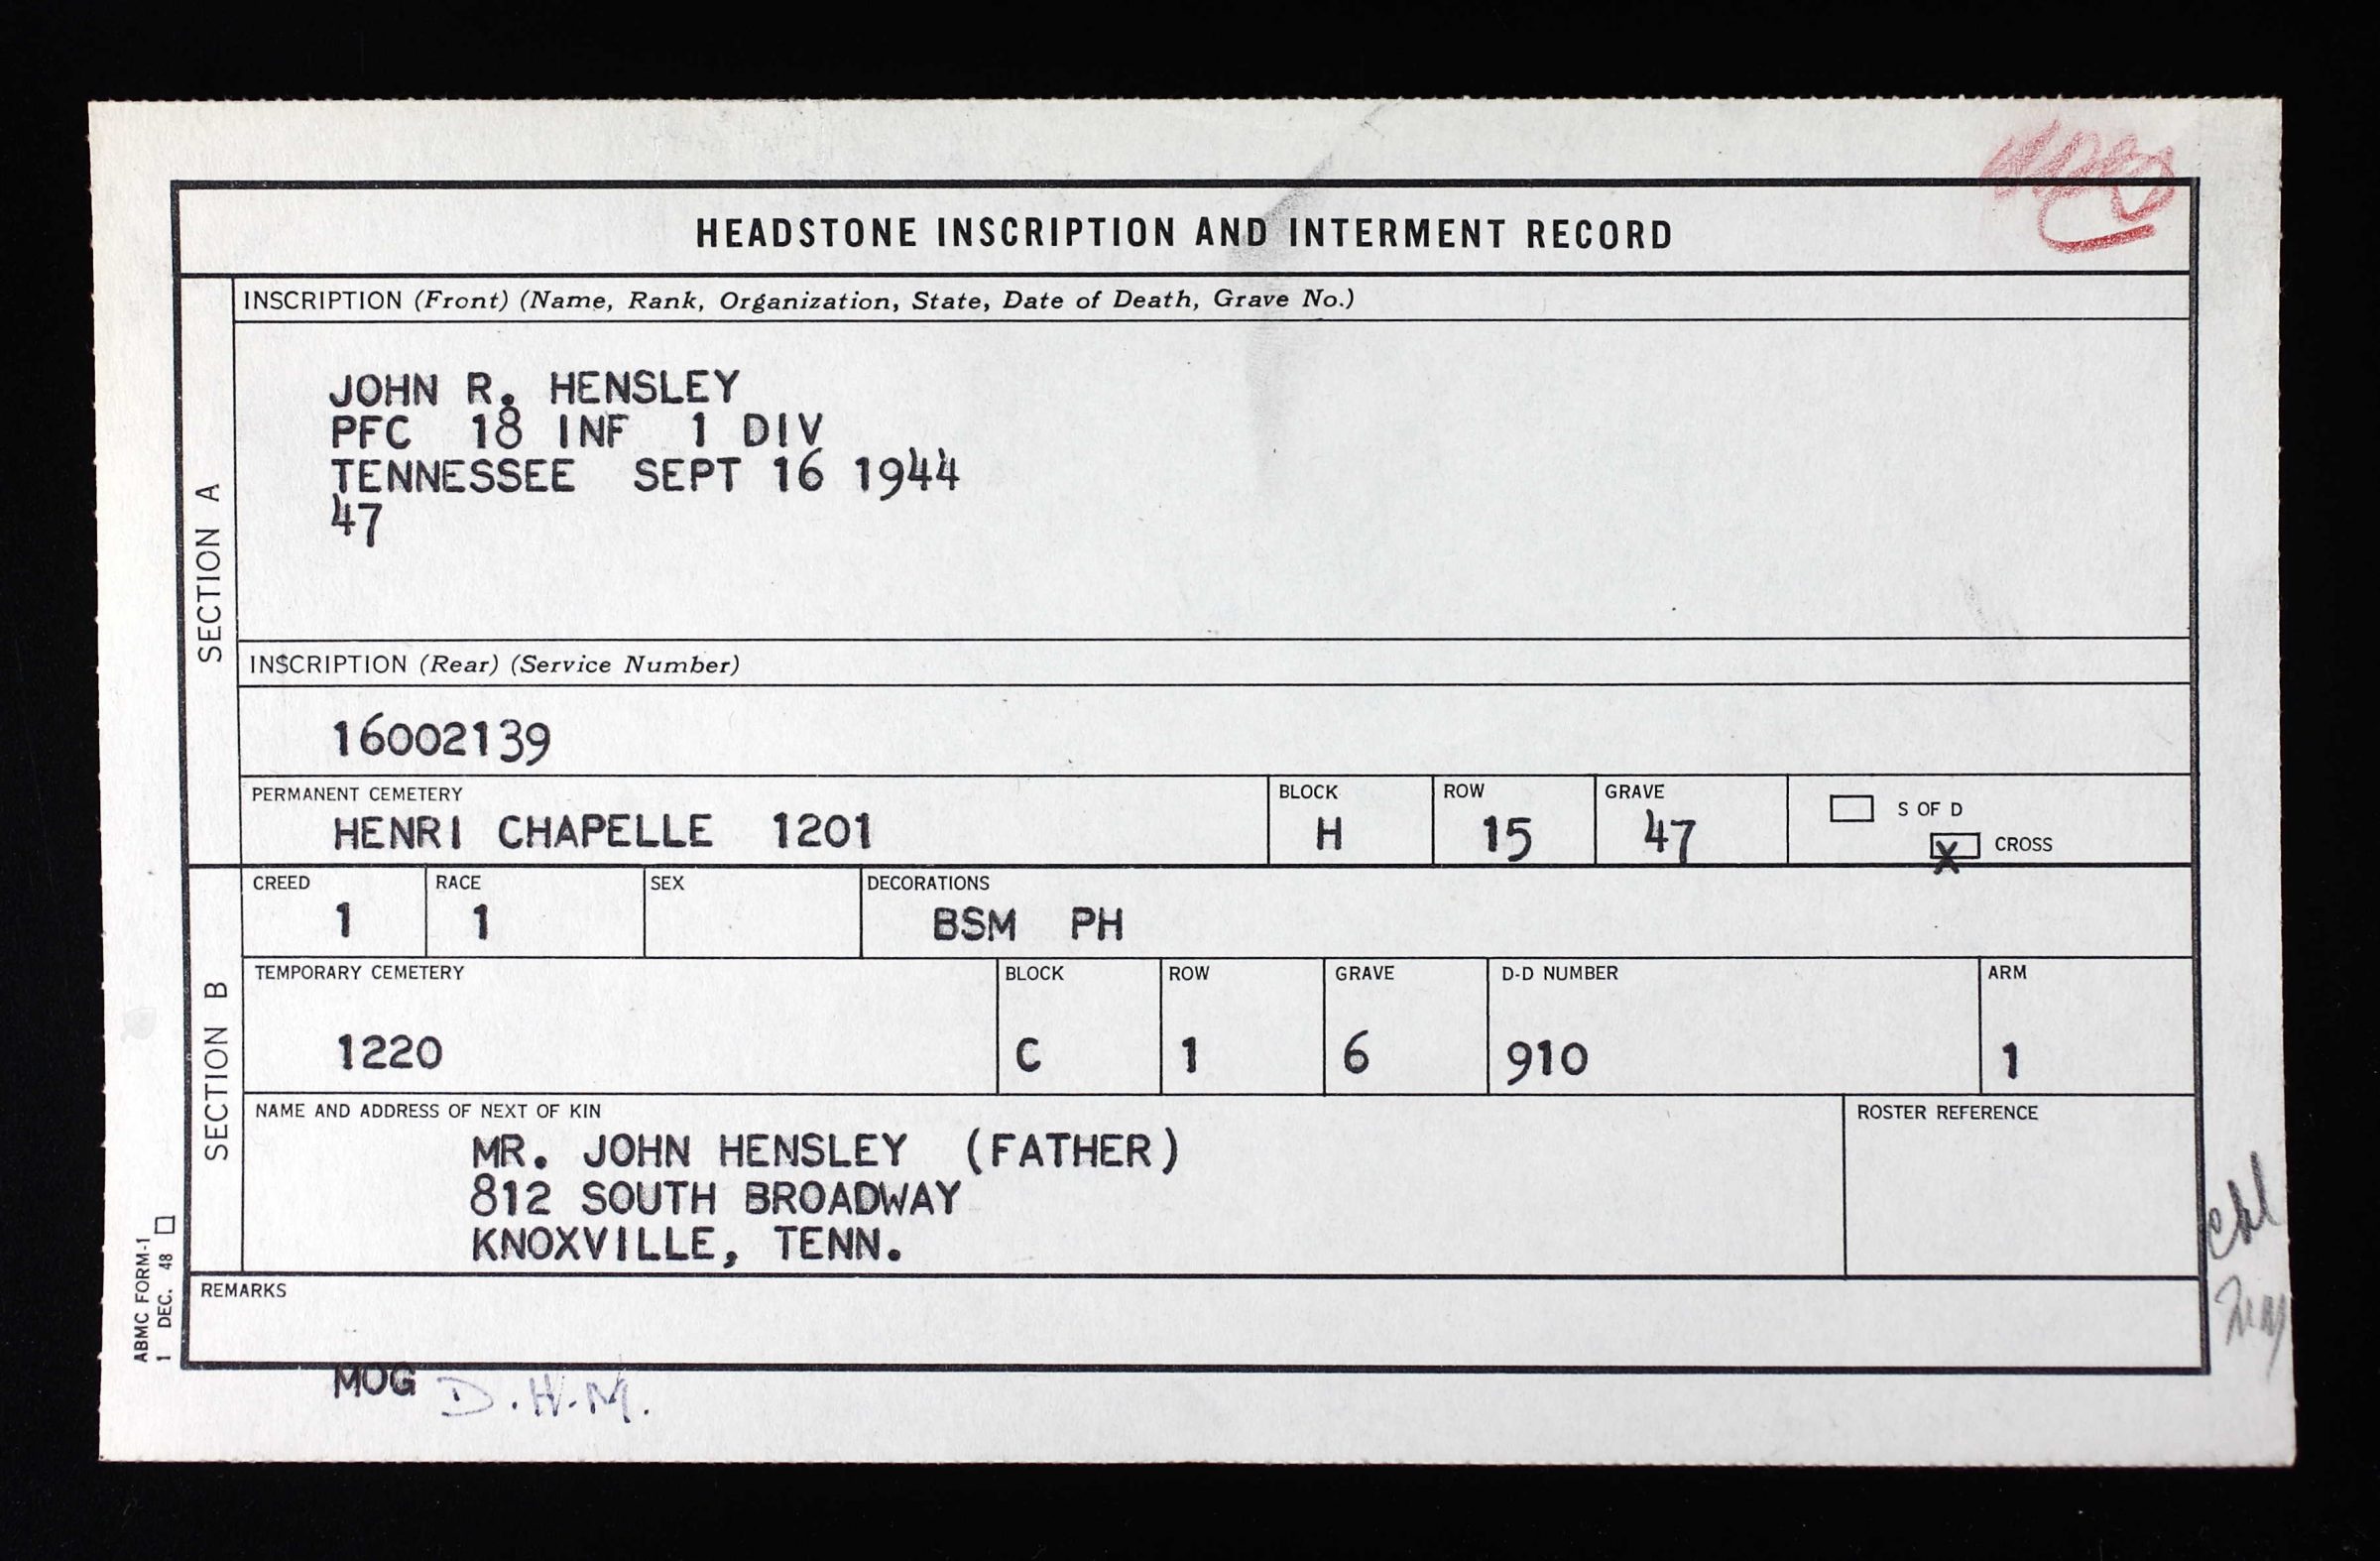 HEADSTONE INSCRIPTION AND INTERMENT RECORD
SECTION A
INSCRIPTION (Front) (Name, Rank, Organization, State, Date of Death, Grave No.)
JOHN R. HENSLEY
PFC 18 INF 1 DIV
TENNESSEE SEPT 16 1944
47
INSCRIPTION (Rear) (Service Number)
16002139
PERMANENT CEMETERY BLOCK ROW GRAVE
HENRI CHAPELLE 1201 H 15 47
S OF D
X CROSS
SECTION B
CREED RACE SEX DECORATIONS
1 1 BSM PH
TEMPORARY CEMETERY BLOCK ROW GRAVE D-D NUMBER ARM
1220 C 1 6 910 1
NAME AND ADDRESS OF NEXT OF KIN ROSTER REFERENCE
MR. JOHN HENSLEY (FATHER)
812 SOUTH BROADWAY
KNOXVILLE, TENN.
REMARKS
ABMC FORM-1
1 DEC. 48
MOG D.H.M.